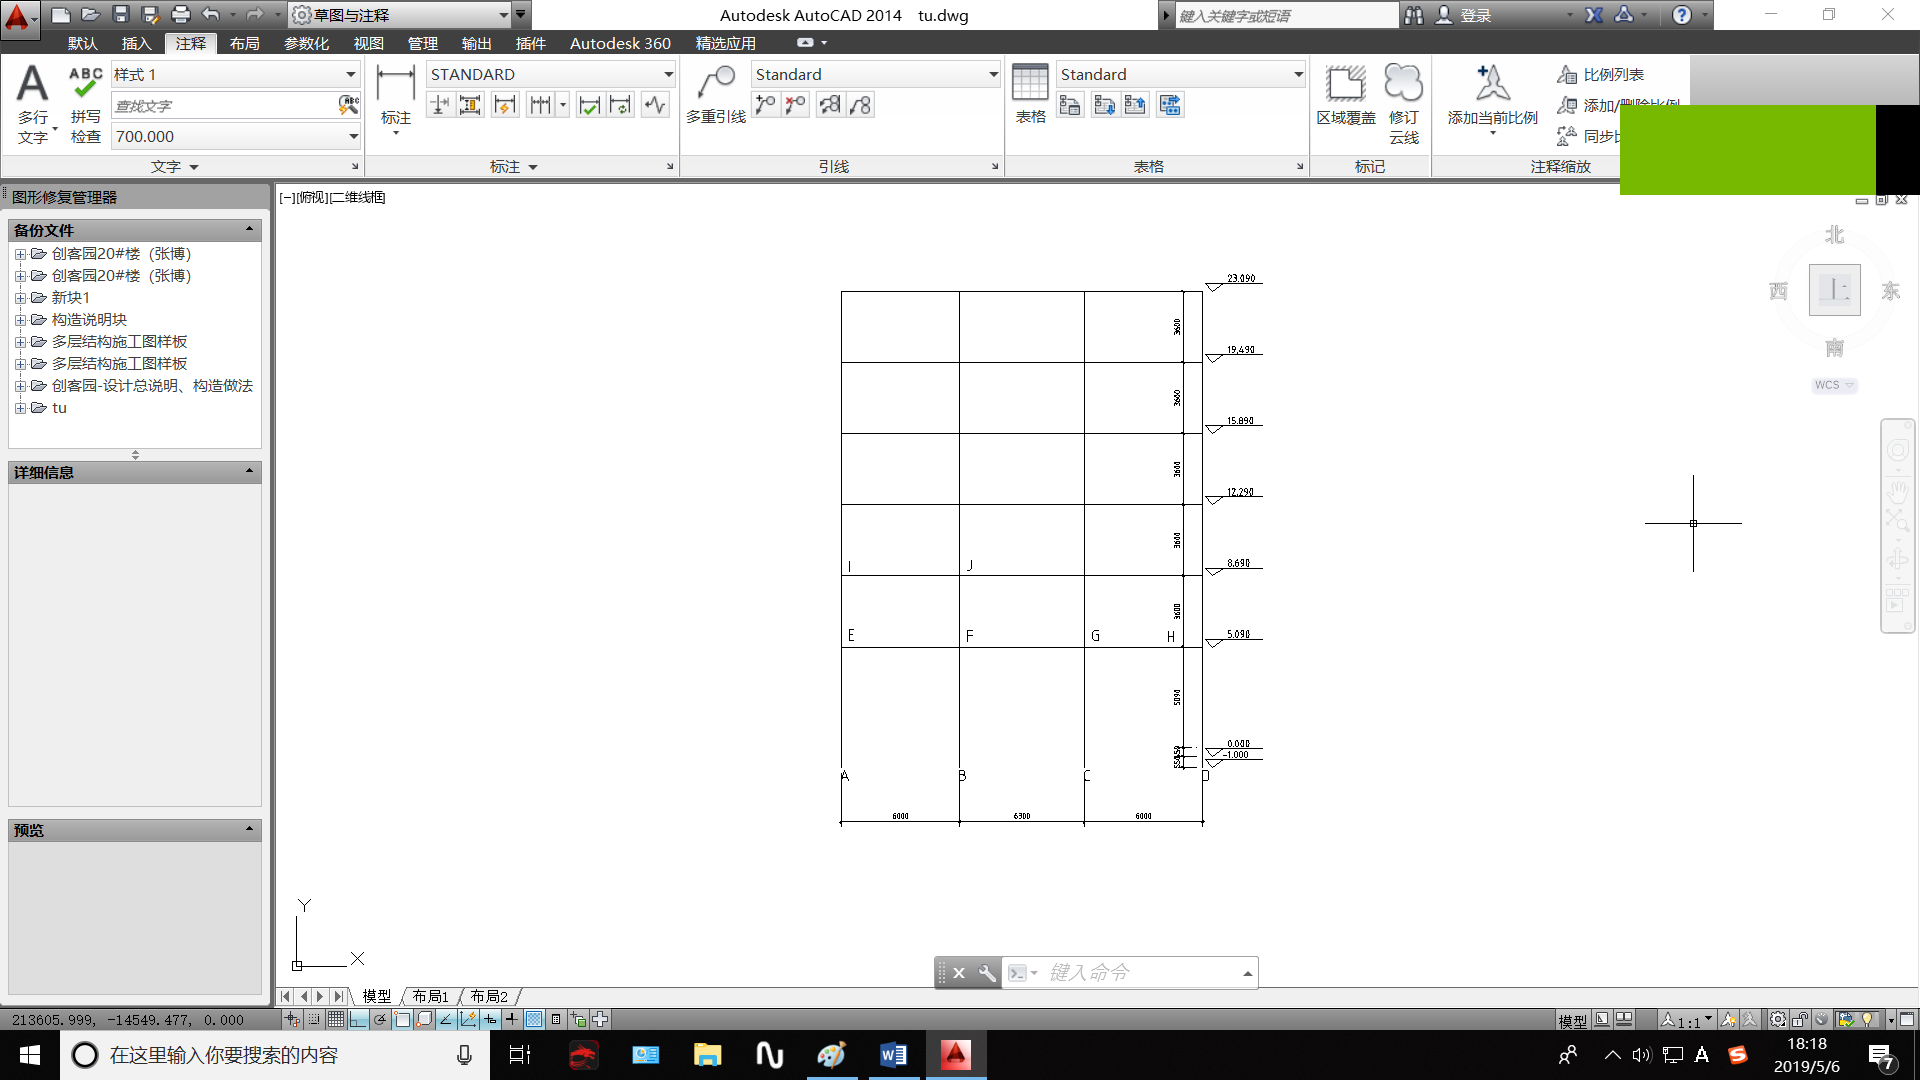 草图与注释
Autodesk AutoCAD 2014 tu.dwg
键入关键字或短语
登录
默认 插入 注释 布局 参数化 视图 管理 输出 插件 Autodesk 360 精选应用
多行文字
ABC
拼写检查
样式 1
查找文字
700.000
标注
STANDARD
多重引线
Standard
表格
Standard
区域覆盖
修订云线
添加当前比例
比例列表
添加/删除比例
同步比
文字 标注 引线 表格 标记 注释缩放
图形修复管理器
备份文件
创客园20#楼（张博）
创客园20#楼（张博）
新块1
构造说明块
多层结构施工图样板
多层结构施工图样板
创客园-设计总说明、构造做法
tu
详细信息
预览
[−][俯视][二维线框]
北
西 上 东
南
WCS
23.090
3600
19.490
3600
15.890
3600
12.290
3600
I J 8.690
3600
E F G H 5.090
5090
0.000
-1.000
A B C D
6000 6300 6000
Y
X
键入命令
模型 布局1 布局2
213605.999, -14549.477, 0.000
模型
1:1
在这里输入你要搜索的内容
A
18:18
2019/5/6
7